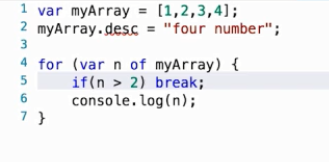 1 var myArray = [1,2,3,4];
2 myArray.desc = "four number";
3
4 for (var n of myArray) {
5     if(n > 2) break;
6     console.log(n);
7 }